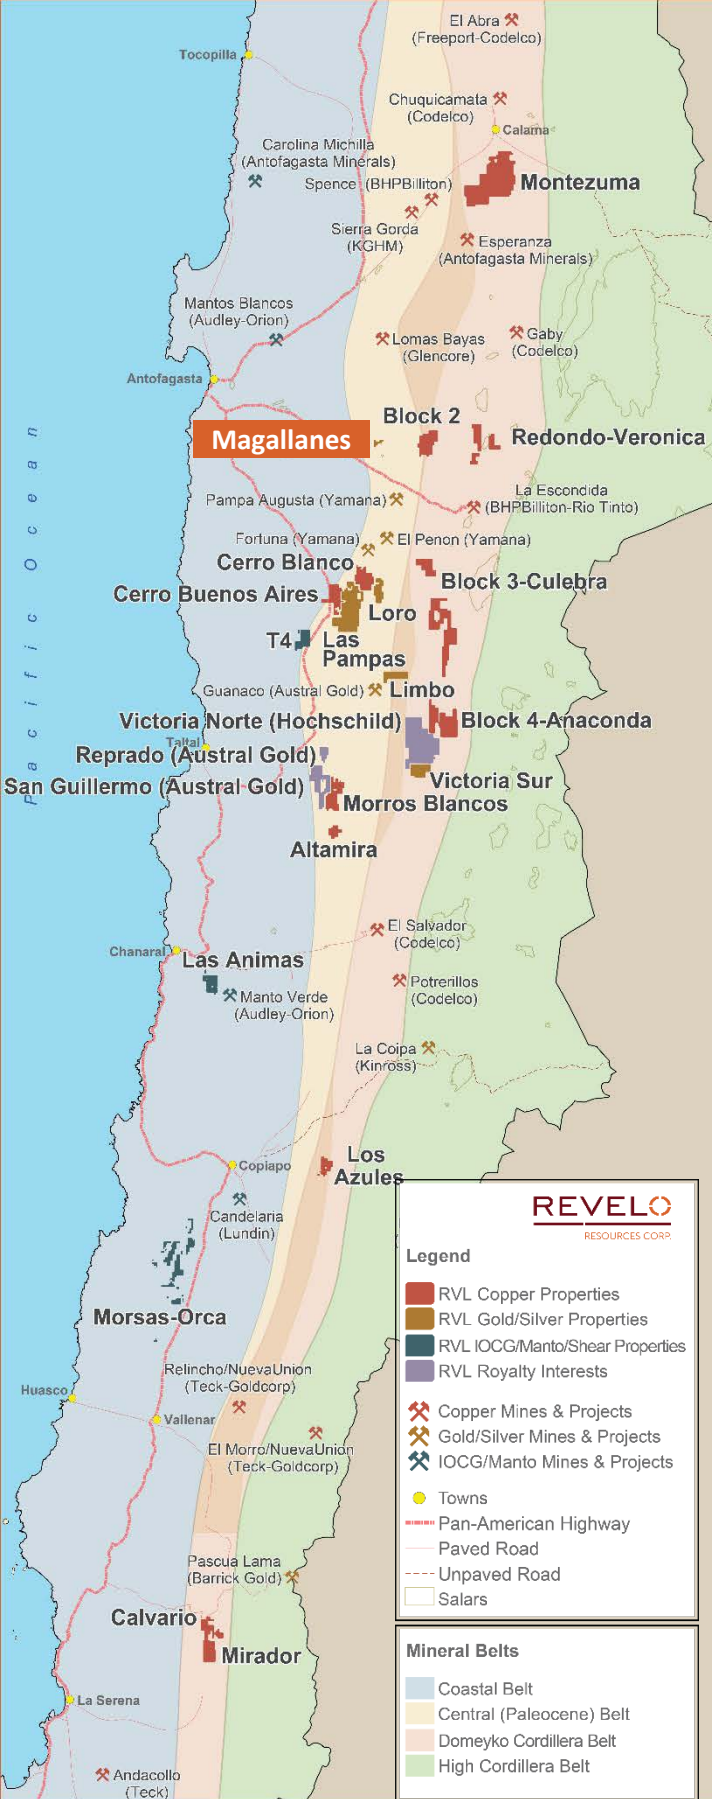 El Abra
(Freeport-Codelco)
Tocopilla
Chuquicamata
(Codelco)
Calama
Carolina Michilla
(Antofagasta Minerals)
Spence (BHPBilliton)
Montezuma
Sierra Gorda
(KGHM)
Esperanza
(Antofagasta Minerals)
Mantos Blancos
(Audley-Orion)
Lomas Bayas
(Glencore)
Gaby
(Codelco)
Antofagasta
Block 2
Magallanes
Redondo-Veronica
Pacific Ocean
Pampa Augusta (Yamana)
La Escondida
(BHPBilliton-Rio Tinto)
Fortuna (Yamana)
El Penon (Yamana)
Cerro Blanco
Block 3-Culebra
Cerro Buenos Aires
Loro
T4
Las
Pampas
Guanaco (Austral Gold)
Limbo
Victoria Norte (Hochschild)
Block 4-Anaconda
Taltal
Reprado (Austral Gold)
San Guillermo (Austral Gold)
Victoria Sur
Morros Blancos
Altamira
El Salvador
(Codelco)
Chanaral
Las Animas
Manto Verde
(Audley-Orion)
Potrerillos
(Codelco)
La Coipa
(Kinross)
Copiapo
Los
Azules
Candelaria
(Lundin)
Morsas-Orca
Relincho/NuevaUnion
(Teck-Goldcorp)
Huasco
Vallenar
El Morro/NuevaUnion
(Teck-Goldcorp)
Pascua Lama
(Barrick Gold)
Calvario
Mirador
La Serena
Andacollo
(Teck)
REVELO
RESOURCES CORP.
Legend
RVL Copper Properties
RVL Gold/Silver Properties
RVL IOCG/Manto/Shear Properties
RVL Royalty Interests
Copper Mines & Projects
Gold/Silver Mines & Projects
IOCG/Manto Mines & Projects
Towns
Pan-American Highway
Paved Road
Unpaved Road
Salars
Mineral Belts
Coastal Belt
Central (Paleocene) Belt
Domeyko Cordillera Belt
High Cordillera Belt